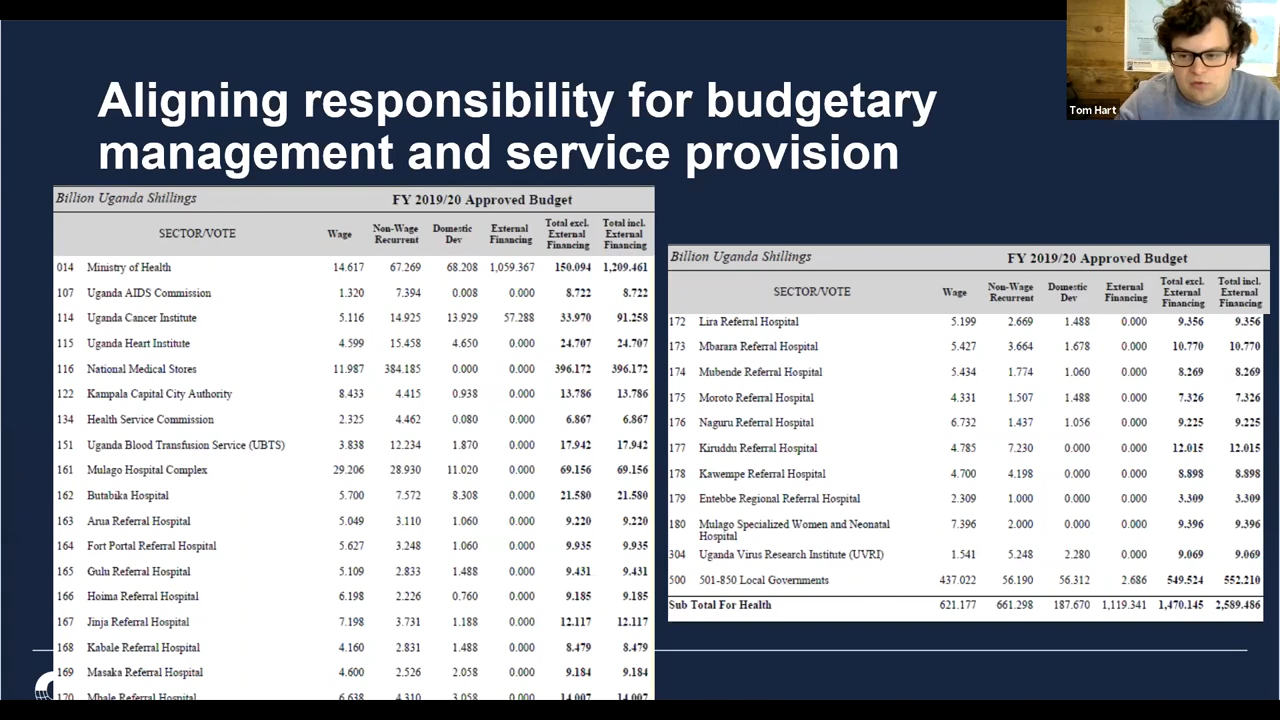 Tom Hart
Aligning responsibility for budgetary
management and service provision
Billion Uganda Shillings FY 2019/20 Approved Budget
SECTOR/VOTE Wage Non-Wage Recurrent Domestic Dev External Financing Total excl. External Financing Total incl. External Financing
014 Ministry of Health 14.617 67.269 68.208 1,059.367 150.094 1,209.461
107 Uganda AIDS Commission 1.320 7.394 0.008 0.000 8.722 8.722
114 Uganda Cancer Institute 5.116 14.925 13.929 57.288 33.970 91.258
115 Uganda Heart Institute 4.599 15.458 4.650 0.000 24.707 24.707
116 National Medical Stores 11.987 384.185 0.000 0.000 396.172 396.172
122 Kampala Capital City Authority 8.433 4.415 0.938 0.000 13.786 13.786
134 Health Service Commission 2.325 4.462 0.080 0.000 6.867 6.867
151 Uganda Blood Transfusion Service (UBTS) 3.838 12.234 1.870 0.000 17.942 17.942
161 Mulago Hospital Complex 29.206 28.930 11.020 0.000 69.156 69.156
162 Butabika Hospital 5.700 7.572 8.308 0.000 21.580 21.580
163 Arua Referral Hospital 5.049 3.110 1.060 0.000 9.220 9.220
164 Fort Portal Referral Hospital 5.627 3.248 1.060 0.000 9.935 9.935
165 Gulu Referral Hospital 5.109 2.833 1.488 0.000 9.431 9.431
166 Hoima Referral Hospital 6.198 2.226 0.760 0.000 9.185 9.185
167 Jinja Referral Hospital 7.198 3.731 1.188 0.000 12.117 12.117
168 Kabale Referral Hospital 4.160 2.831 1.488 0.000 8.479 8.479
169 Masaka Referral Hospital 4.600 2.526 2.058 0.000 9.184 9.184
170 Mbale Referral Hospital 6.638 4.310 3.058 0.000 14.007 14.007
Billion Uganda Shillings FY 2019/20 Approved Budget
SECTOR/VOTE Wage Non-Wage Recurrent Domestic Dev External Financing Total excl. External Financing Total incl. External Financing
172 Lira Referral Hospital 5.199 2.669 1.488 0.000 9.356 9.356
173 Mbarara Referral Hospital 5.427 3.664 1.678 0.000 10.770 10.770
174 Mubende Referral Hospital 5.434 1.774 1.060 0.000 8.269 8.269
175 Moroto Referral Hospital 4.331 1.507 1.488 0.000 7.326 7.326
176 Naguru Referral Hospital 6.732 1.437 1.056 0.000 9.225 9.225
177 Kiruddu Referral Hospital 4.785 7.230 0.000 0.000 12.015 12.015
178 Kawempe Referral Hospital 4.700 4.198 0.000 0.000 8.898 8.898
179 Entebbe Regional Referral Hospital 2.309 1.000 0.000 0.000 3.309 3.309
180 Mulago Specialized Women and Neonatal Hospital 7.396 2.000 0.000 0.000 9.396 9.396
304 Uganda Virus Research Institute (UVRI) 1.541 5.248 2.280 0.000 9.069 9.069
500 501-850 Local Governments 437.022 56.190 56.312 2.686 549.524 552.210
Sub Total For Health 621.177 661.298 187.670 1,119.341 1,470.145 2,589.486